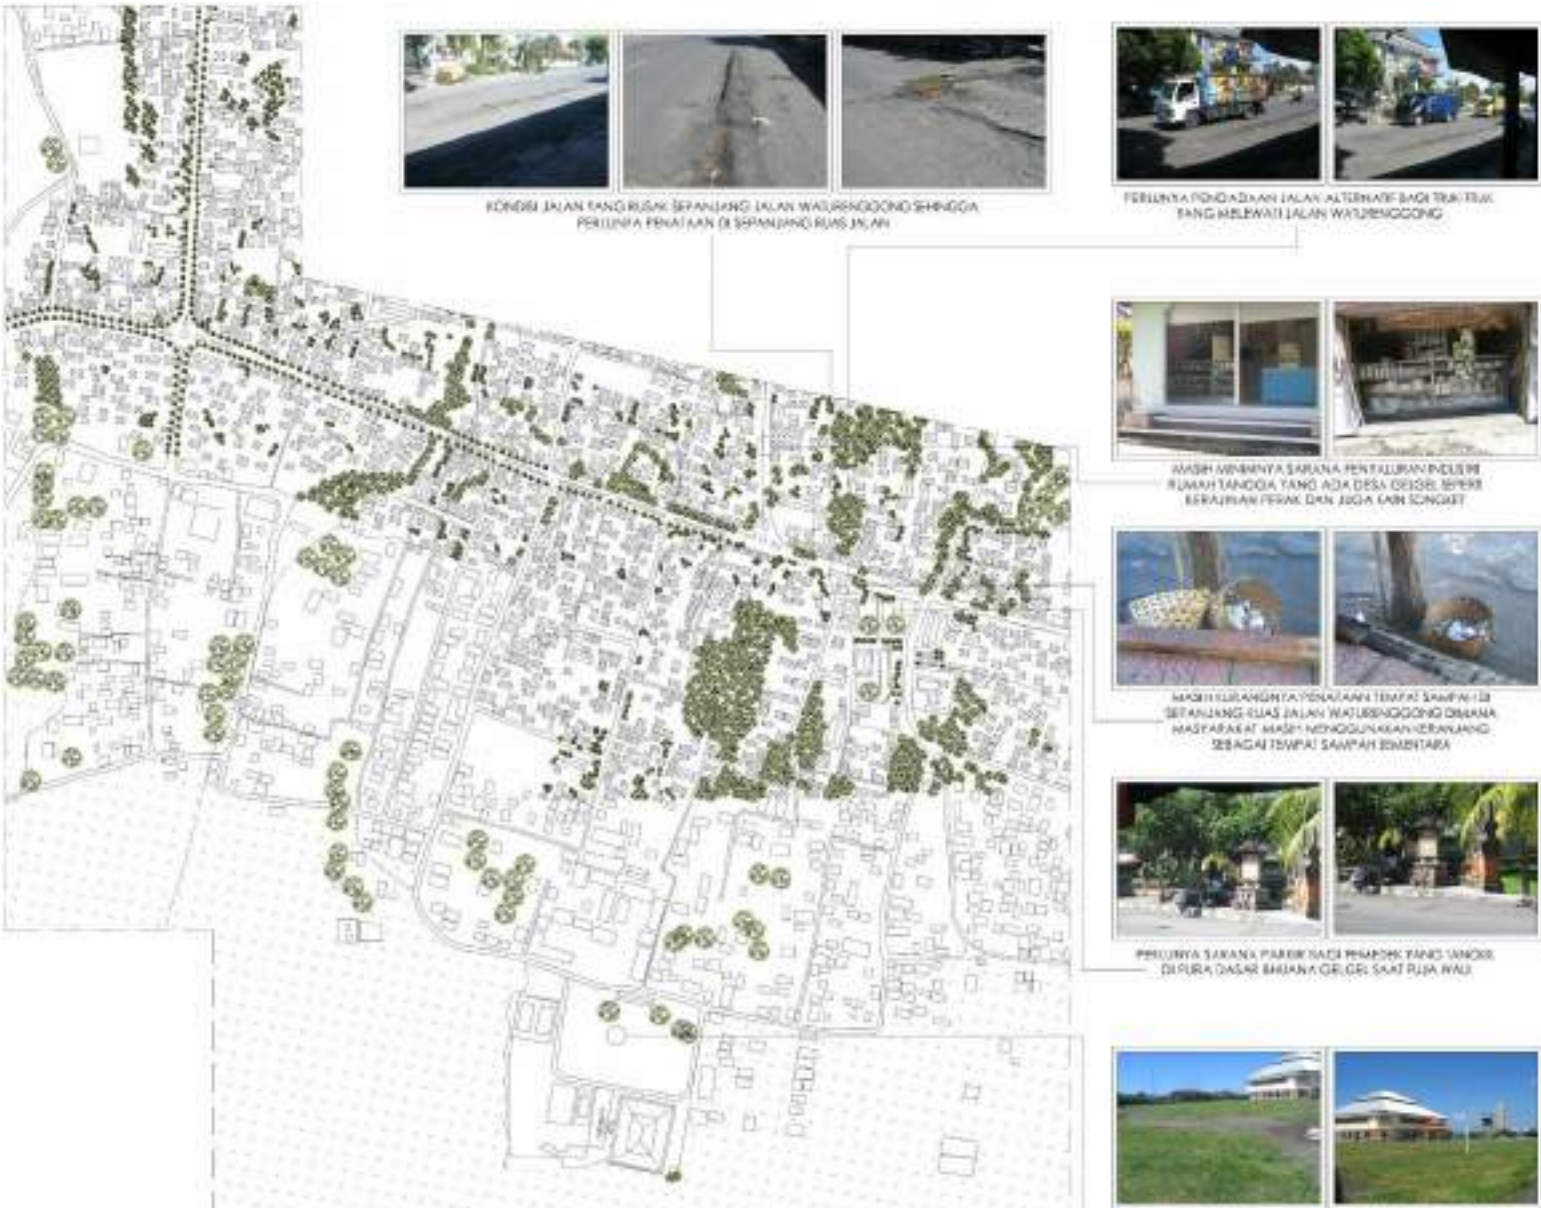 KONDISI JALAN YANG RUSAK SEPANJANG JALAN WATURENGGONG SEHINGGA
PERLUNYA PENATAAN DI SEPANJANG RUAS JALAN
PERLUNYA PENGADAAN JALAN ALTERNATIF BAGI TRUK-TRUK
YANG MELEWATI JALAN WATURENGGONG
MASIH MINIMNYA SARANA PENYALURAN INDUSTRI
RUMAH TANGGA YANG ADA DESA GELGEL SEPERTI
KERAJINAN PERAK DAN JUGA KAIN SONGKET
MASIH KURANGNYA PENATAAN TEMPAT SAMPAH DI
SEPANJANG RUAS JALAN WATURENGGONG DIMANA
MASYARAKAT MASIH MENGGUNAKAN KERANJANG
SEBAGAI TEMPAT SAMPAH SEMENTARA
PERLUNYA SARANA PARKIR BAGI PEMEDEK YANG TANGKIL
DI PURA DASAR BHUANA GELGEL SAAT PUJA WALI